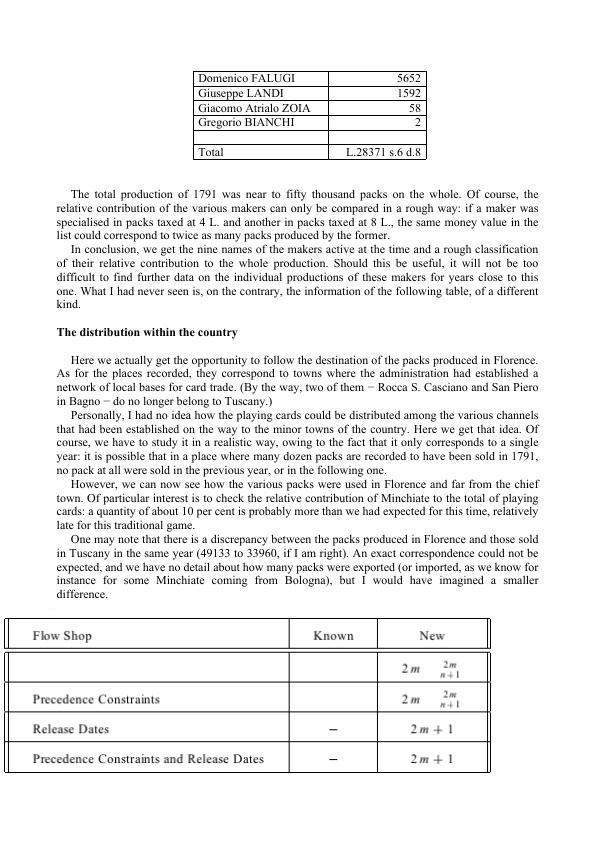 Domenico FALUGI 5652
Giuseppe LANDI 1592
Giacomo Atrialo ZOIA 58
Gregorio BIANCHI 2
Total L.28371 s.6 d.8
The total production of 1791 was near to fifty thousand packs on the whole. Of course, the
relative contribution of the various makers can only be compared in a rough way: if a maker was
specialised in packs taxed at 4 L. and another in packs taxed at 8 L., the same money value in the
list could correspond to twice as many packs produced by the former.
In conclusion, we get the nine names of the makers active at the time and a rough classification
of their relative contribution to the whole production. Should this be useful, it will not be too
difficult to find further data on the individual productions of these makers for years close to this
one. What I had never seen is, on the contrary, the information of the following table, of a different
kind.
The distribution within the country
Here we actually get the opportunity to follow the destination of the packs produced in Florence.
As for the places recorded, they correspond to towns where the administration had established a
network of local bases for card trade. (By the way, two of them − Rocca S. Casciano and San Piero
in Bagno − do no longer belong to Tuscany.)
Personally, I had no idea how the playing cards could be distributed among the various channels
that had been established on the way to the minor towns of the country. Here we get that idea. Of
course, we have to study it in a realistic way, owing to the fact that it only corresponds to a single
year: it is possible that in a place where many dozen packs are recorded to have been sold in 1791,
no pack at all were sold in the previous year, or in the following one.
However, we can now see how the various packs were used in Florence and far from the chief
town. Of particular interest is to check the relative contribution of Minchiate to the total of playing
cards: a quantity of about 10 per cent is probably more than we had expected for this time, relatively
late for this traditional game.
One may note that there is a discrepancy between the packs produced in Florence and those sold
in Tuscany in the same year (49133 to 33960, if I am right). An exact correspondence could not be
expected, and we have no detail about how many packs were exported (or imported, as we know for
instance for some Minchiate coming from Bologna), but I would have imagined a smaller
difference.
Flow Shop Known New
2m 2m/n+1
Precedence Constraints 2m 2m/n+1
Release Dates − 2m + 1
Precedence Constraints and Release Dates − 2m + 1